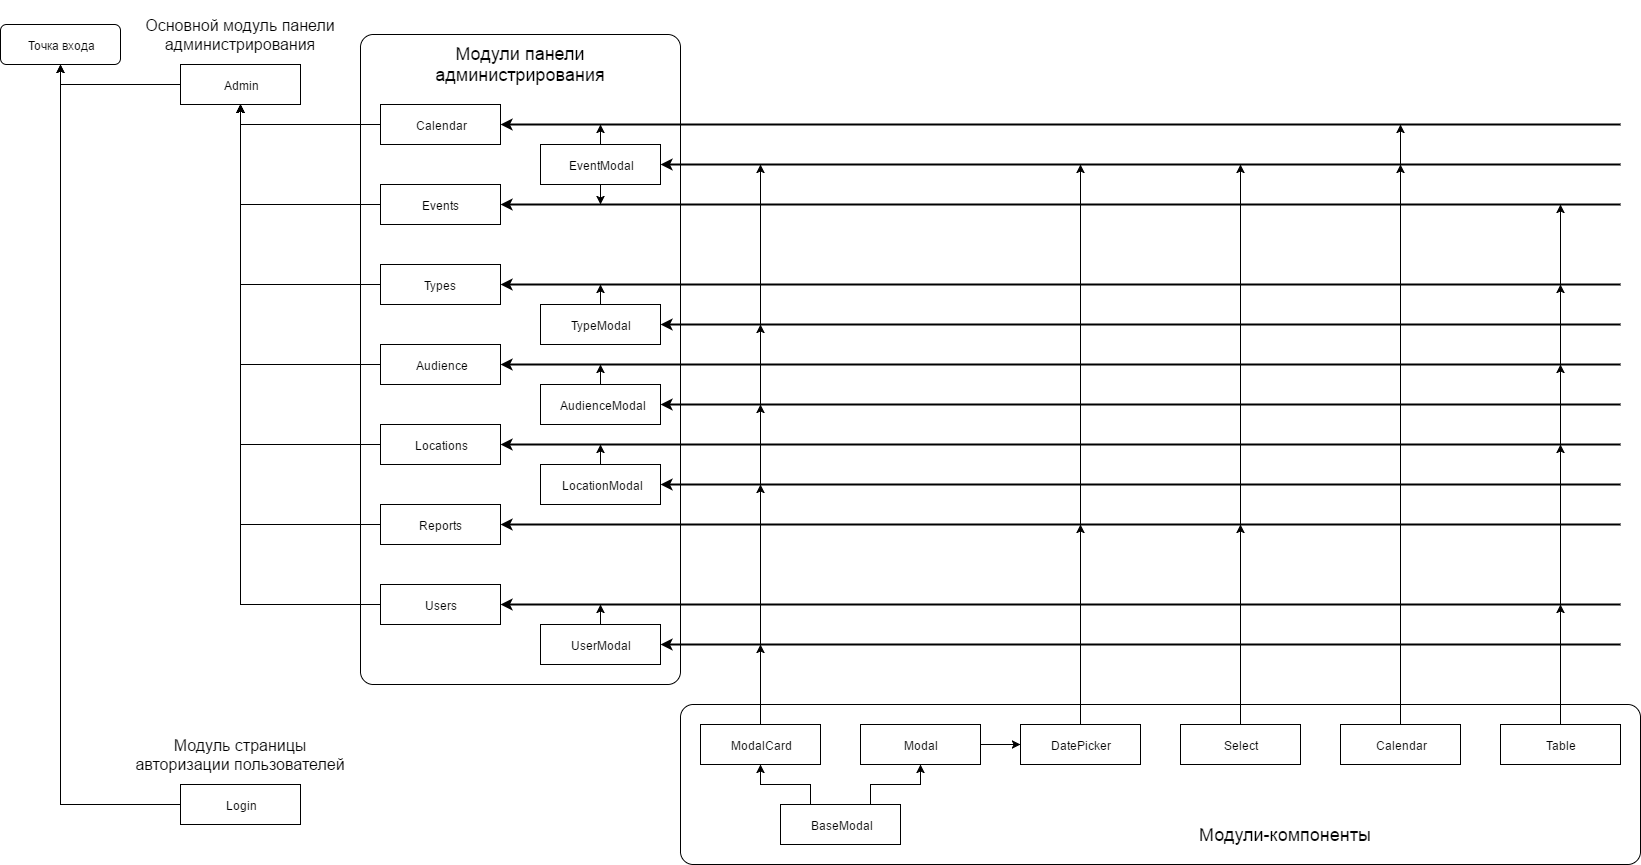 Точка входа
Основной модуль панели
администрирования
Admin
Модули панели
администрирования
Calendar
EventModal
Events
Types
TypeModal
Audience
AudienceModal
Locations
LocationModal
Reports
Users
UserModal
Модуль страницы
авторизации пользователей
Login
ModalCard
Modal
DatePicker
Select
Calendar
Table
BaseModal
Модули-компоненты